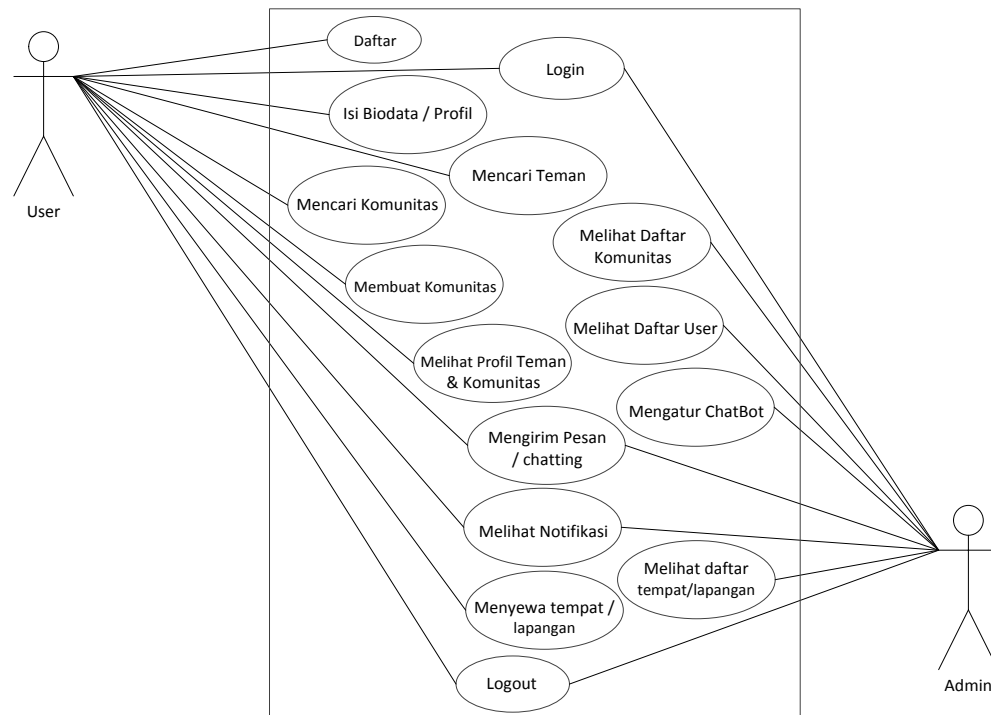 Daftar
Login
Isi Biodata / Profil
Mencari Teman
Mencari Komunitas
User
Melihat Daftar
Komunitas
Membuat Komunitas
Melihat Daftar User
Melihat Profil Teman
& Komunitas
Mengatur ChatBot
Mengirim Pesan
/ chatting
Melihat Notifikasi
Melihat daftar
tempat/lapangan
Menyewa tempat /
lapangan
Logout
Admin